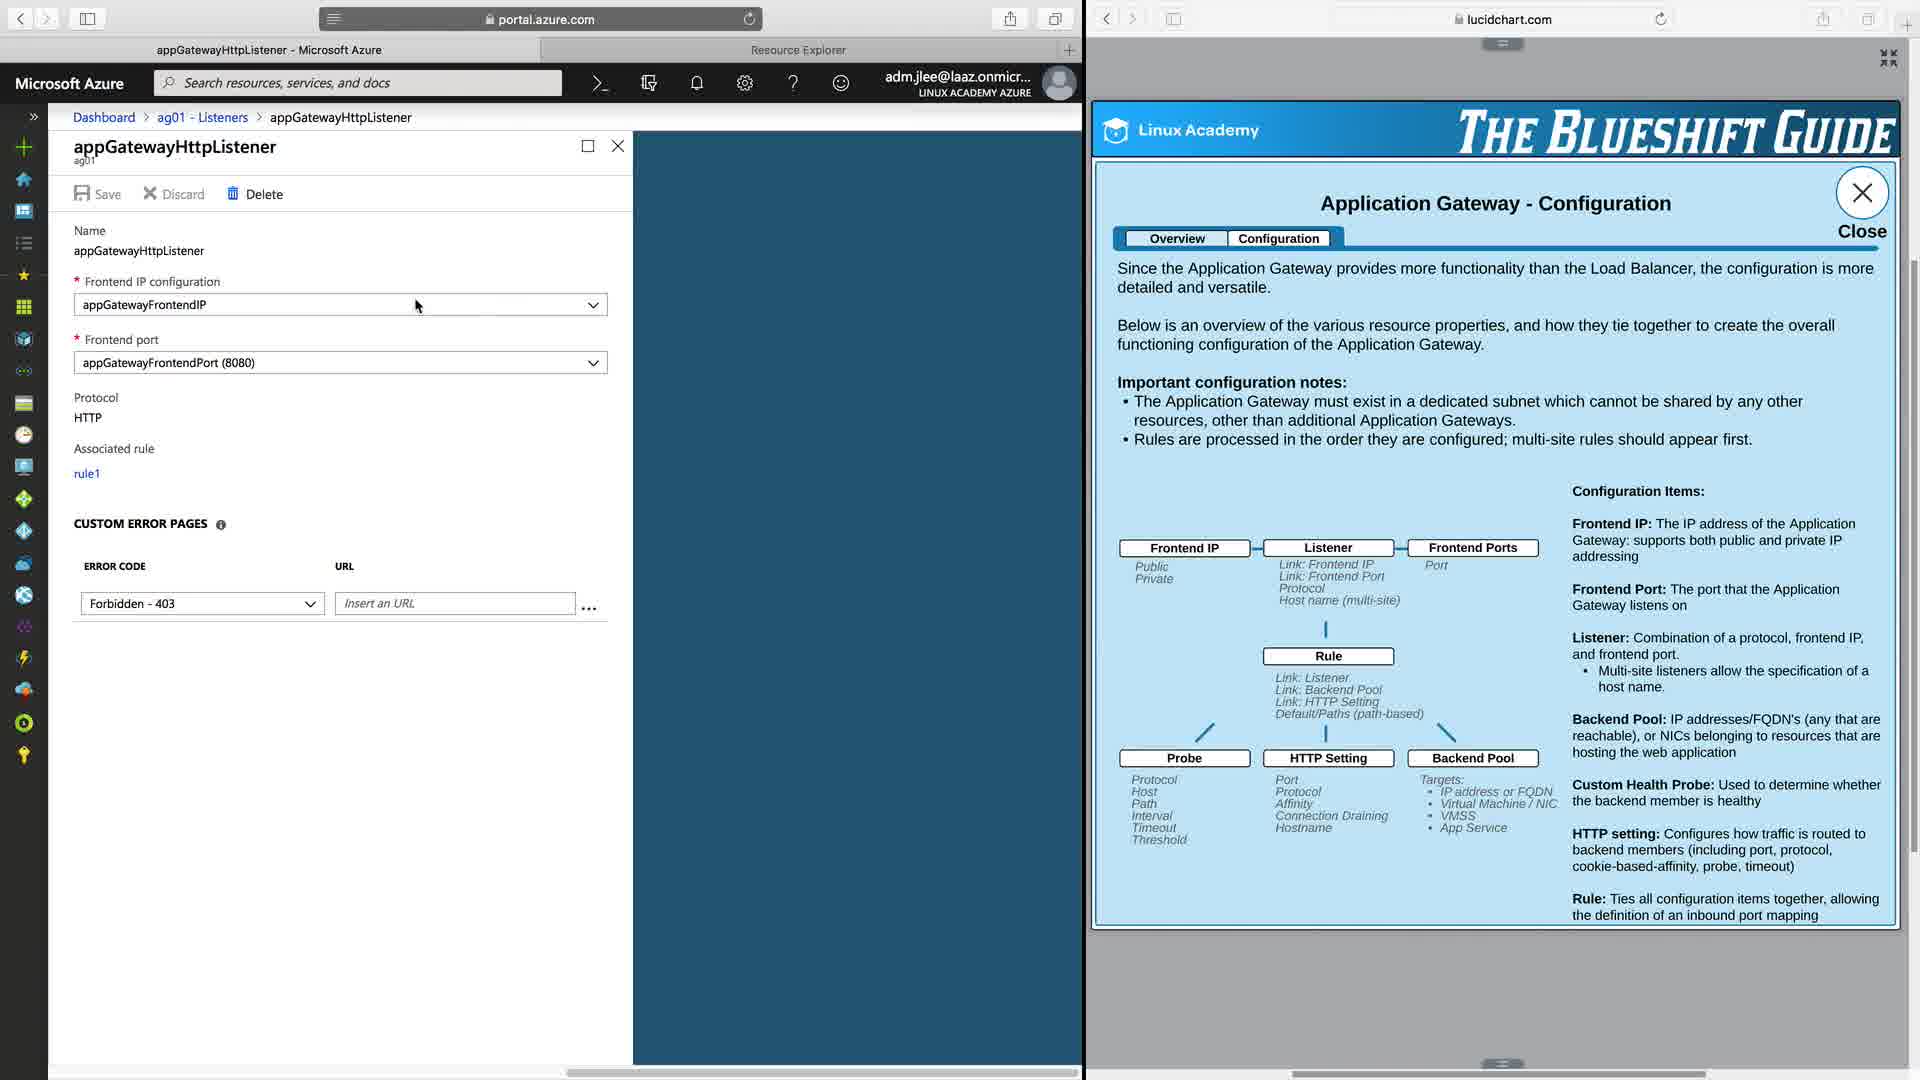 portal.azure.com
appGatewayHttpListener - Microsoft Azure
Resource Explorer
Microsoft Azure
Search resources, services, and docs
adm.jlee@laaz.onmicr...
LINUX ACADEMY AZURE
Dashboard > ag01 - Listeners > appGatewayHttpListener
appGatewayHttpListener
ag01
Save
Discard
Delete
Name
appGatewayHttpListener
* Frontend IP configuration
appGatewayFrontendIP
* Frontend port
appGatewayFrontendPort (8080)
Protocol
HTTP
Associated rule
rule1
CUSTOM ERROR PAGES
ERROR CODE
URL
Forbidden - 403
Insert an URL
...
lucidchart.com
Linux Academy
THE BLUESHIFT GUIDE
Application Gateway - Configuration
Close
Overview
Configuration
Since the Application Gateway provides more functionality than the Load Balancer, the configuration is more
detailed and versatile.
Below is an overview of the various resource properties, and how they tie together to create the overall
functioning configuration of the Application Gateway.
Important configuration notes:
• The Application Gateway must exist in a dedicated subnet which cannot be shared by any other
resources, other than additional Application Gateways.
• Rules are processed in the order they are configured; multi-site rules should appear first.
Frontend IP
Public
Private
Listener
Link: Frontend IP
Link: Frontend Port
Protocol
Host name (multi-site)
Frontend Ports
Port
Rule
Link: Listener
Link: Backend Pool
Link: HTTP Setting
Default/Paths (path-based)
Probe
Protocol
Host
Path
Interval
Timeout
Threshold
HTTP Setting
Port
Protocol
Affinity
Connection Draining
Hostname
Backend Pool
Targets:
• IP address or FQDN
• Virtual Machine / NIC
• VMSS
• App Service
Configuration Items:
Frontend IP: The IP address of the Application
Gateway: supports both public and private IP
addressing
Frontend Port: The port that the Application
Gateway listens on
Listener: Combination of a protocol, frontend IP,
and frontend port.
• Multi-site listeners allow the specification of a
host name.
Backend Pool: IP addresses/FQDN's (any that are
reachable), or NICs belonging to resources that are
hosting the web application
Custom Health Probe: Used to determine whether
the backend member is healthy
HTTP setting: Configures how traffic is routed to
backend members (including port, protocol,
cookie-based-affinity, probe, timeout)
Rule: Ties all configuration items together, allowing
the definition of an inbound port mapping